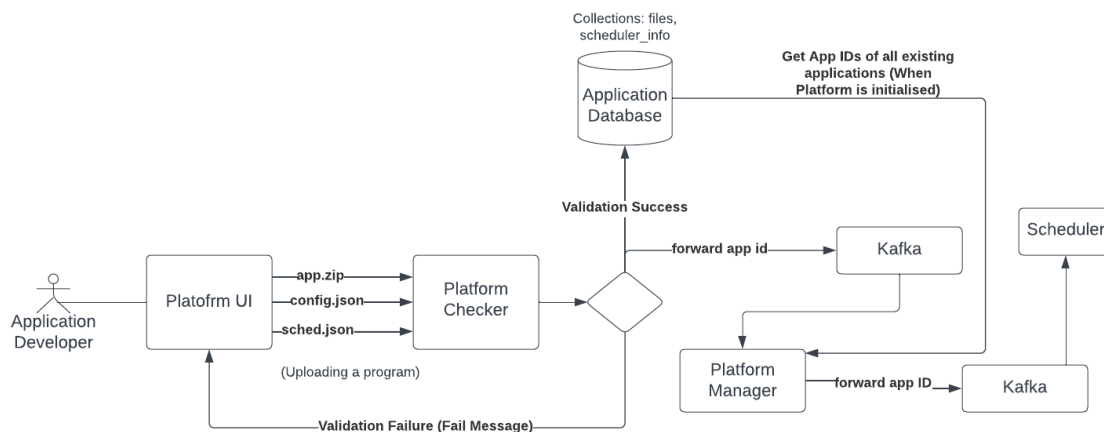 Collections: files,
scheduler_info
Get App IDs of all existing
applications (When
Platform is initialised)
Application
Database
Validation Success
forward app id
Kafka
Scheduler
Application
Developer
Platofrm UI
app.zip
config.json
sched.json
(Uploading a program)
Platform
Checker
Platform
Manager
forward app ID
Kafka
Validation Failure (Fail Message)